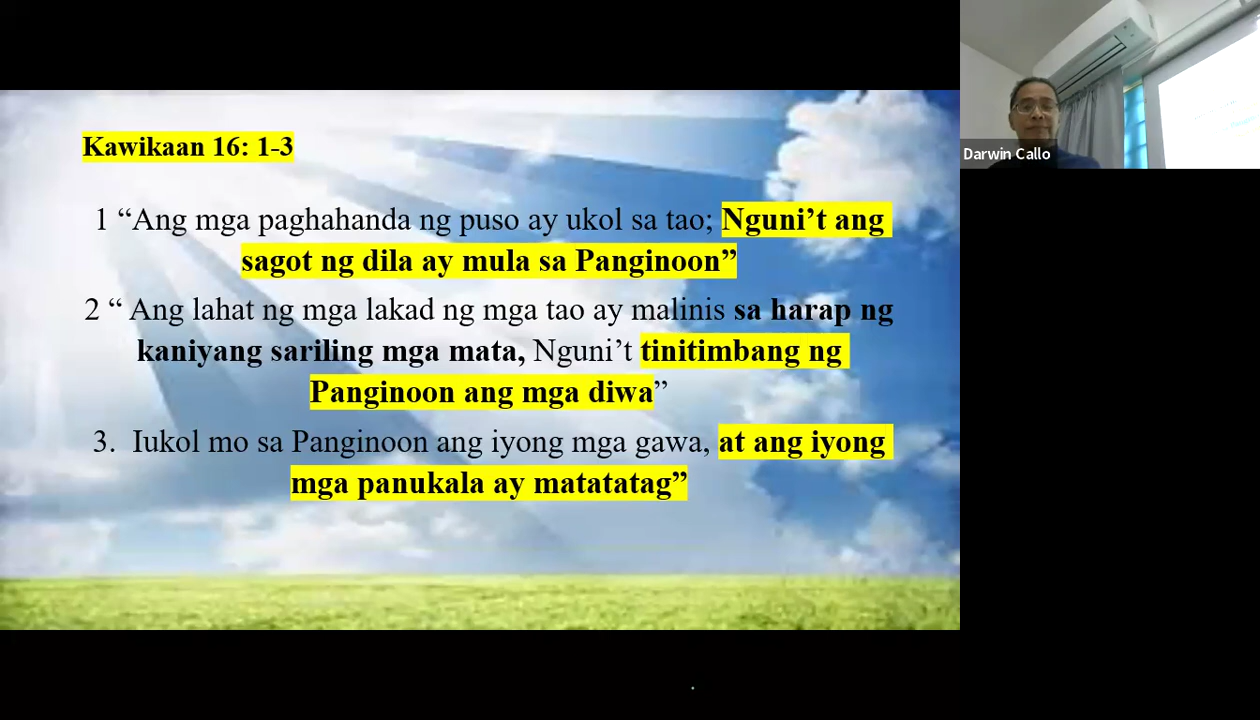 Kawikaan 16: 1-3
1 “Ang mga paghahanda ng puso ay ukol sa tao; Nguni’t ang
sagot ng dila ay mula sa Panginoon”
2 “ Ang lahat ng mga lakad ng mga tao ay malinis sa harap ng
kaniyang sariling mga mata, Nguni’t tinitimbang ng
Panginoon ang mga diwa”
3. Iukol mo sa Panginoon ang iyong mga gawa, at ang iyong
mga panukala ay matatatag”
Darwin Callo